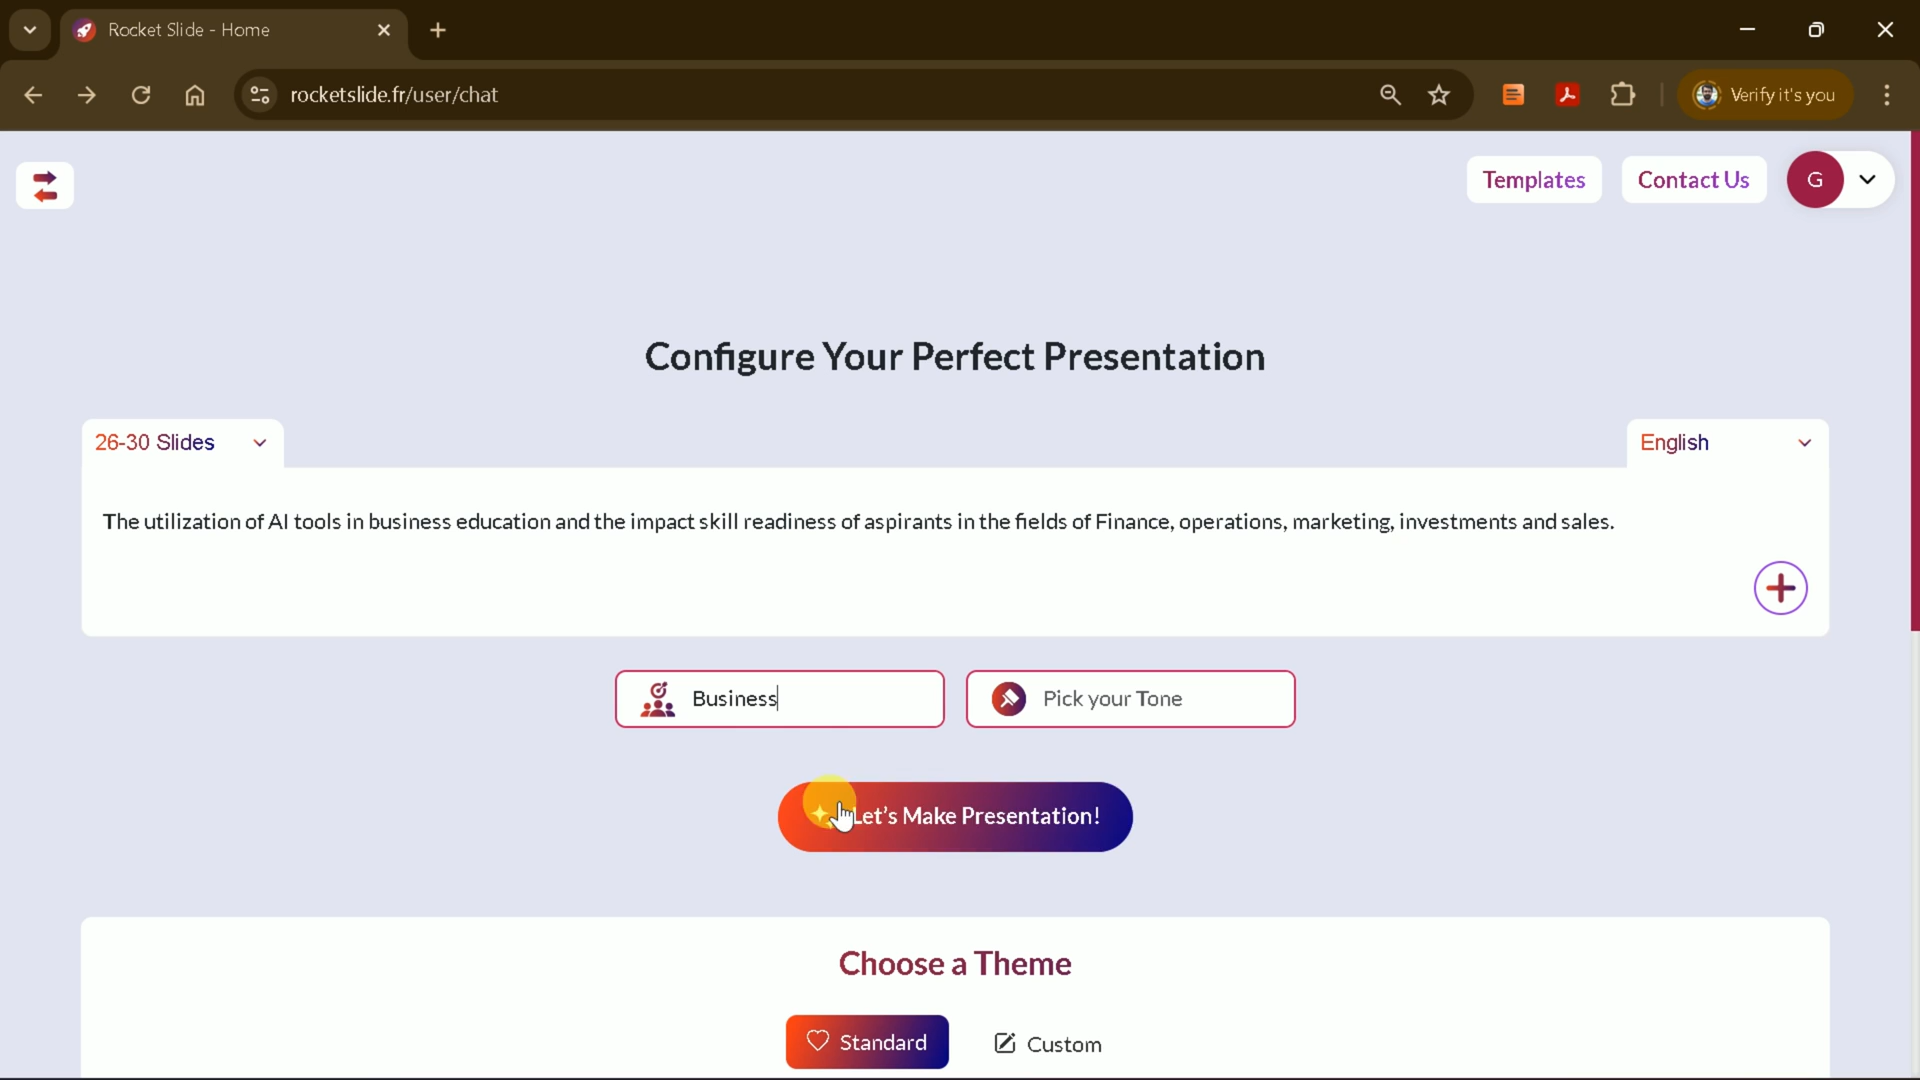 Rocket Slide - Home
rocketslide.fr/user/chat
Verify it's you
Templates
Contact Us
G
Configure Your Perfect Presentation
26-30 Slides
English
The utilization of AI tools in business education and the impact skill readiness of aspirants in the fields of Finance, operations, marketing, investments and sales.
Business
Pick your Tone
Let's Make Presentation!
Choose a Theme
Standard
Custom